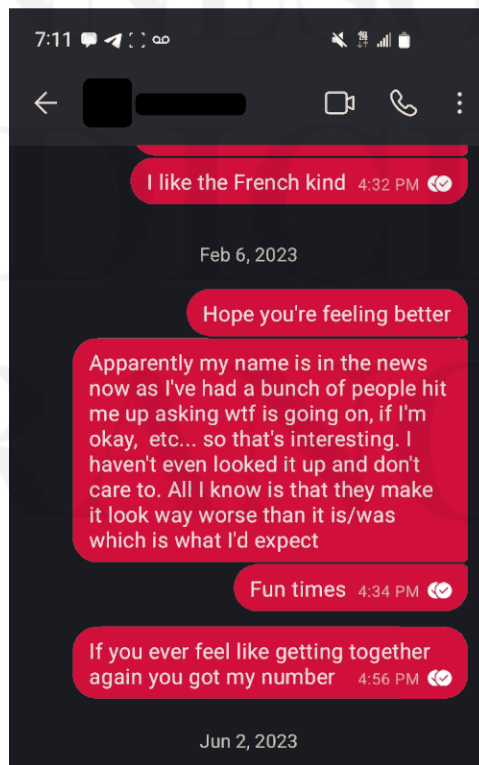 7:11
I like the French kind 4:32 PM
Feb 6, 2023
Hope you're feeling better
Apparently my name is in the news
now as I've had a bunch of people hit
me up asking wtf is going on, if I'm
okay, etc... so that's interesting. I
haven't even looked it up and don't
care to. All I know is that they make
it look way worse than it is/was
which is what I'd expect
Fun times 4:34 PM
If you ever feel like getting together
again you got my number 4:56 PM
Jun 2, 2023